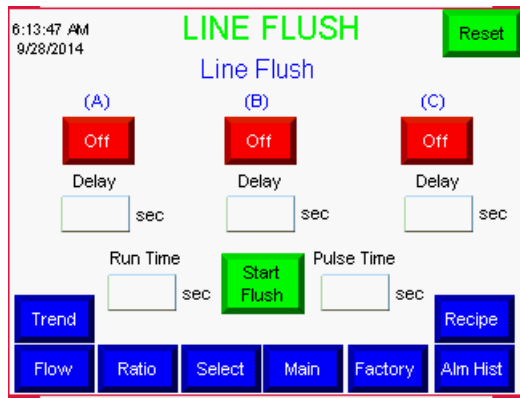 6:13:47 AM
9/28/2014
LINE FLUSH
Reset
Line Flush
(A) (B) (C)
Off Off Off
Delay Delay Delay
sec sec sec
Run Time Pulse Time
Start
Flush
sec sec
Trend Recipe
Flow Ratio Select Main Factory Alm Hist